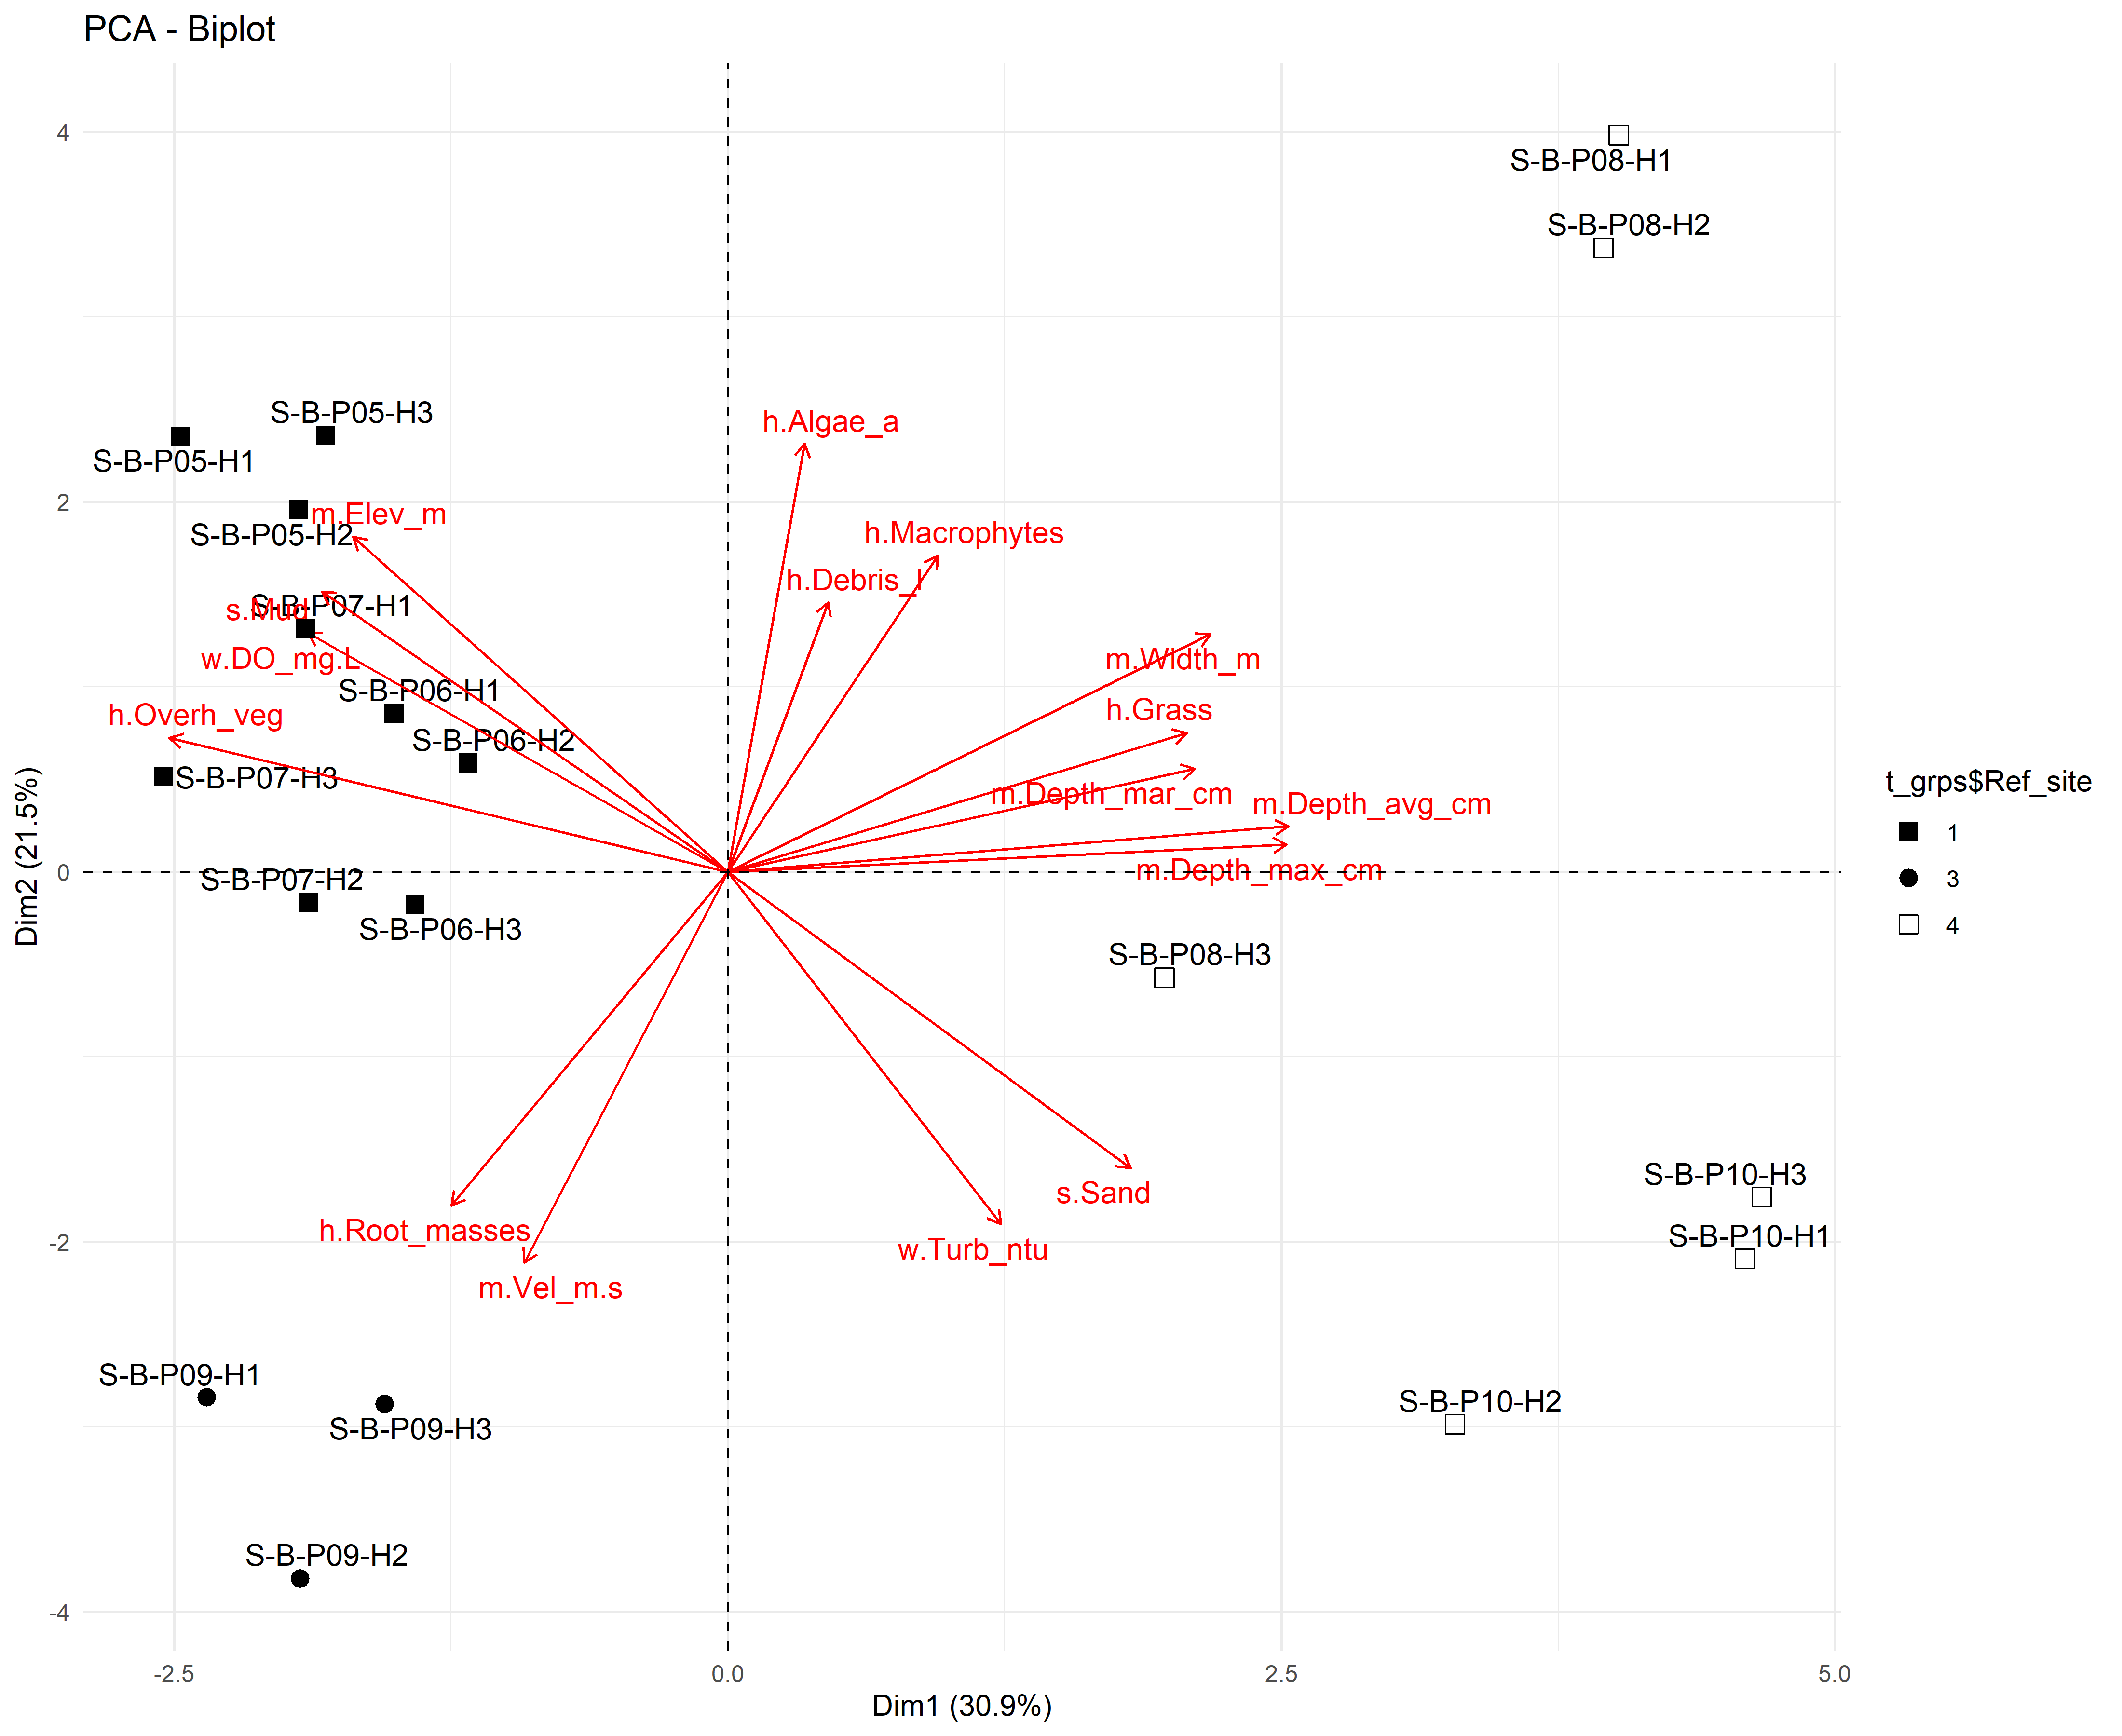 PCA - Biplot
4
S-B-P08-H1
S-B-P08-H2
S-B-P05-H3
h.Algae_a
S-B-P05-H1
2
m.Elev_m
S-B-P05-H2
h.Macrophytes
h.Debris_l
S-B-P07-H1
s.Mud_
w.DO_mg.L
m.Width_m
S-B-P06-H1
h.Overh_veg
h.Grass
S-B-P06-H2
S-B-P07-H3
m.Depth_mar_cm
m.Depth_avg_cm
t_grps$Ref_site
1
3
4
0
m.Depth_max_cm
S-B-P07-H2
S-B-P06-H3
S-B-P08-H3
Dim2 (21.5%)
S-B-P10-H3
s.Sand
h.Root_masses
S-B-P10-H1
-2
w.Turb_ntu
m.Vel_m.s
S-B-P09-H1
S-B-P10-H2
S-B-P09-H3
S-B-P09-H2
-4
-2.5
0.0
2.5
5.0
Dim1 (30.9%)